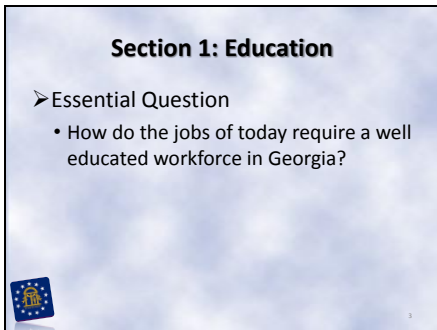 Section 1: Education
➢Essential Question
• How do the jobs of today require a well
educated workforce in Georgia?
3